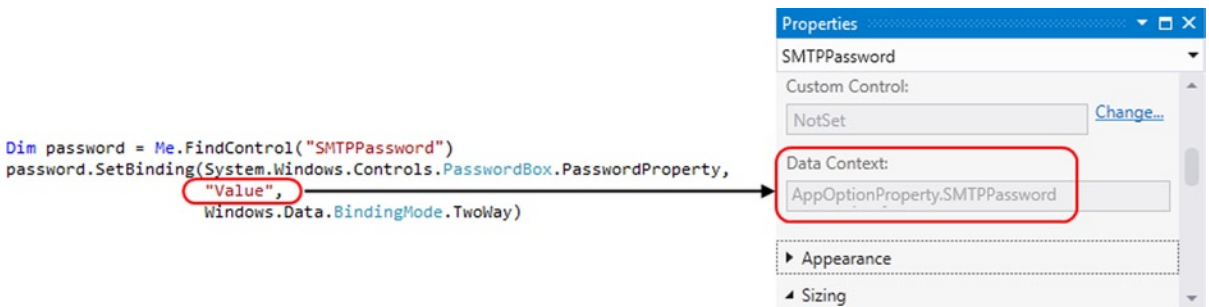 Dim password = Me.FindControl("SMTPPassword")
password.SetBinding(System.Windows.Controls.PasswordBox.PasswordProperty,
"Value",
Windows.Data.BindingMode.TwoWay)
Properties
SMTPPassword
Custom Control:
NotSet
Change...
Data Context:
AppOptionProperty.SMTPPassword
Appearance
Sizing